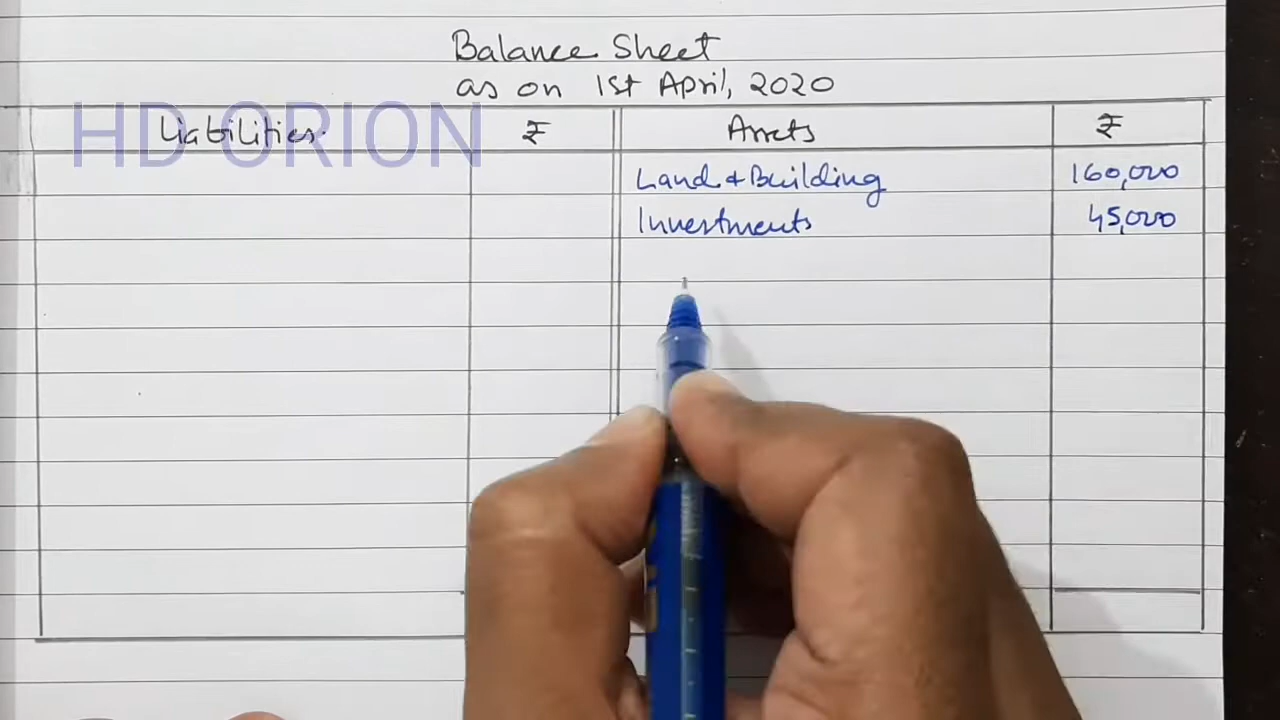 Balance Sheet
as on 1st April, 2020
HD ORION
Liabilities ₹ Assets ₹
Land & Building 160,000
Investments 45,000